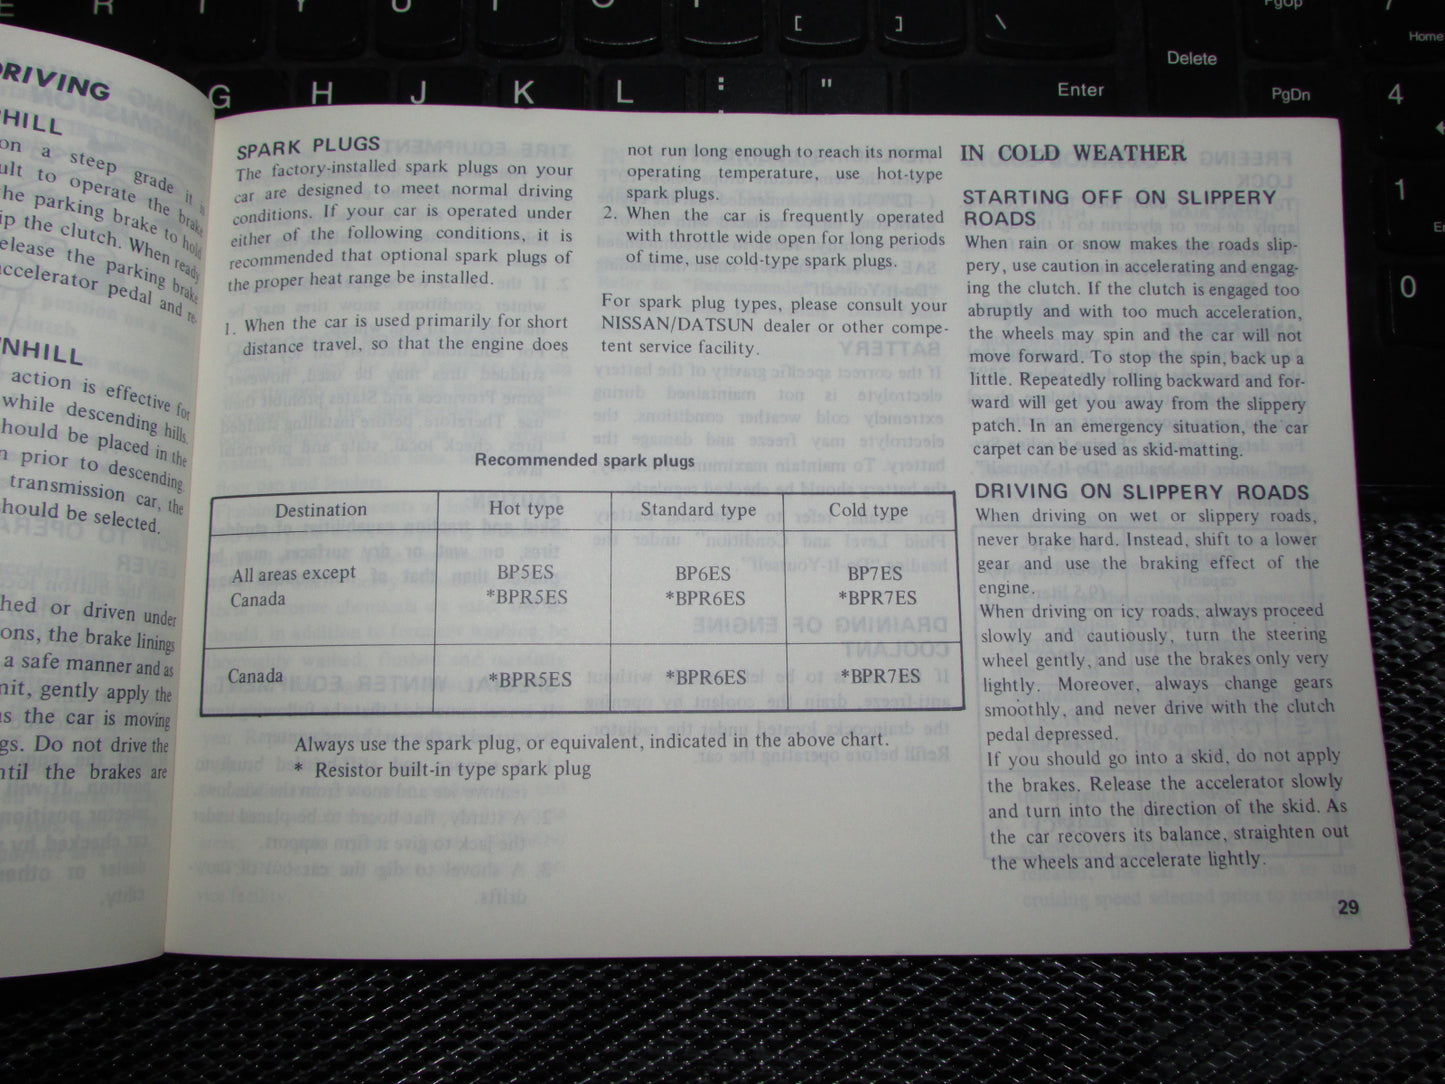 E R T Y U I O P [ ] \ PgUp 7
Home
Delete
G H J K L : " Enter PgDn 4
;
1
0
DRIVING
PHILL
on a steep grade it is
ult to operate the brake
the parking brake to hold
ip the clutch. When ready
elease the parking brake
accelerator pedal and re-
WNHILL
action is effective for
while descending hills.
hould be placed in the
n prior to descending.
transmission car, the
hould be selected.
hed or driven under
ons, the brake linings
a safe manner and as
nit, gently apply the
as the car is moving
gs. Do not drive the
ntil the brakes are
SPARK PLUGS
The factory-installed spark plugs on your
car are designed to meet normal driving
conditions. If your car is operated under
either of the following conditions, it is
recommended that optional spark plugs of
the proper heat range be installed.
1. When the car is used primarily for short
distance travel, so that the engine does
not run long enough to reach its normal
operating temperature, use hot-type
spark plugs.
2. When the car is frequently operated
with throttle wide open for long periods
of time, use cold-type spark plugs.
For spark plug types, please consult your
NISSAN/DATSUN dealer or other compe-
tent service facility.
Recommended spark plugs
Destination Hot type Standard type Cold type
All areas except BP5ES BP6ES BP7ES
Canada *BPR5ES *BPR6ES *BPR7ES
Canada *BPR5ES *BPR6ES *BPR7ES
Always use the spark plug, or equivalent, indicated in the above chart.
* Resistor built-in type spark plug
IN COLD WEATHER
STARTING OFF ON SLIPPERY
ROADS
When rain or snow makes the roads slip-
pery, use caution in accelerating and engag-
ing the clutch. If the clutch is engaged too
abruptly and with too much acceleration,
the wheels may spin and the car will not
move forward. To stop the spin, back up a
little. Repeatedly rolling backward and for-
ward will get you away from the slippery
patch. In an emergency situation, the car
carpet can be used as skid-matting.
DRIVING ON SLIPPERY ROADS
When driving on wet or slippery roads,
never brake hard. Instead, shift to a lower
gear and use the braking effect of the
engine.
When driving on icy roads, always proceed
slowly and cautiously, turn the steering
wheel gently, and use the brakes only very
lightly. Moreover, always change gears
smoothly, and never drive with the clutch
pedal depressed.
If you should go into a skid, do not apply
the brakes. Release the accelerator slowly
and turn into the direction of the skid. As
the car recovers its balance, straighten out
the wheels and accelerate lightly.
29